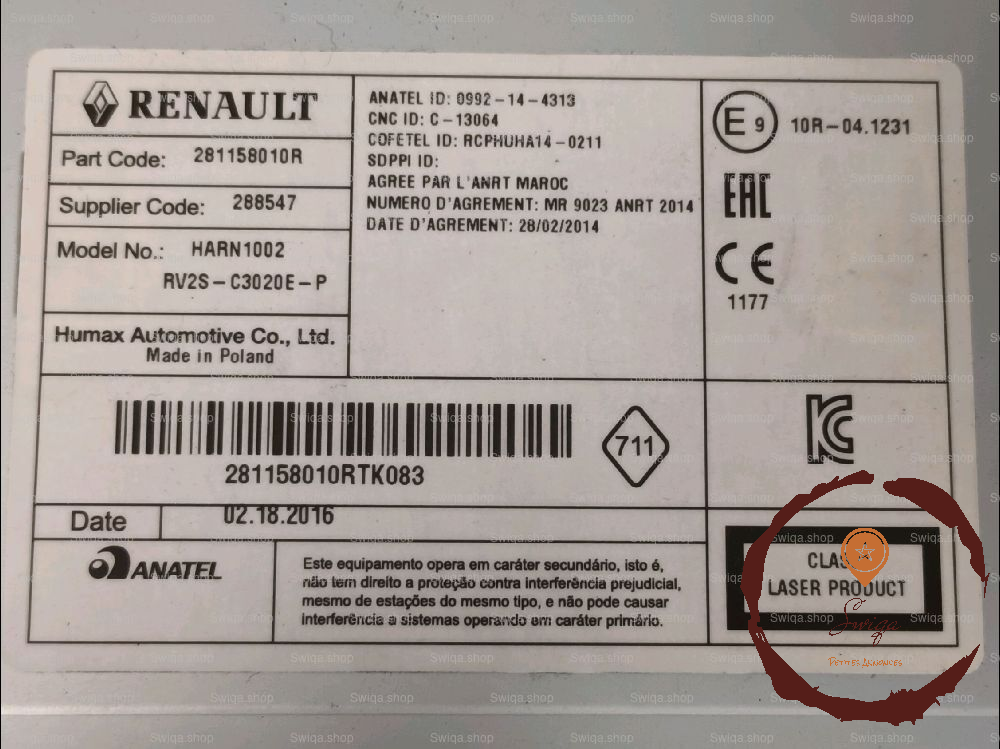 RENAULT
Part Code: 281158010R
Supplier Code: 288547
Model No.: HARN1002
RV2S-C3020E-P
Humax Automotive Co., Ltd.
Made in Poland
ANATEL ID: 0992-14-4313
CNC ID: C-13064
COFETEL ID: RCPHUHA14-0211
SDPPI ID:
AGREE PAR L'ANRT MAROC
NUMERO D'AGREMENT: MR 9023 ANRT 2014
DATE D'AGREMENT: 28/02/2014
E 9 10R-04.1231
EAC
CE
1177
281158010RTK083
711
KC
Date 02.18.2016
ANATEL
Este equipamento opera em caráter secundário, isto é,
não tem direito a proteção contra interferência prejudicial,
mesmo de estações do mesmo tipo, e não pode causar
interferência a sistemas operando em caráter primário.
LASER PRODUCT
Swiqa
PETITES ANNONCES
Swiqa.shop